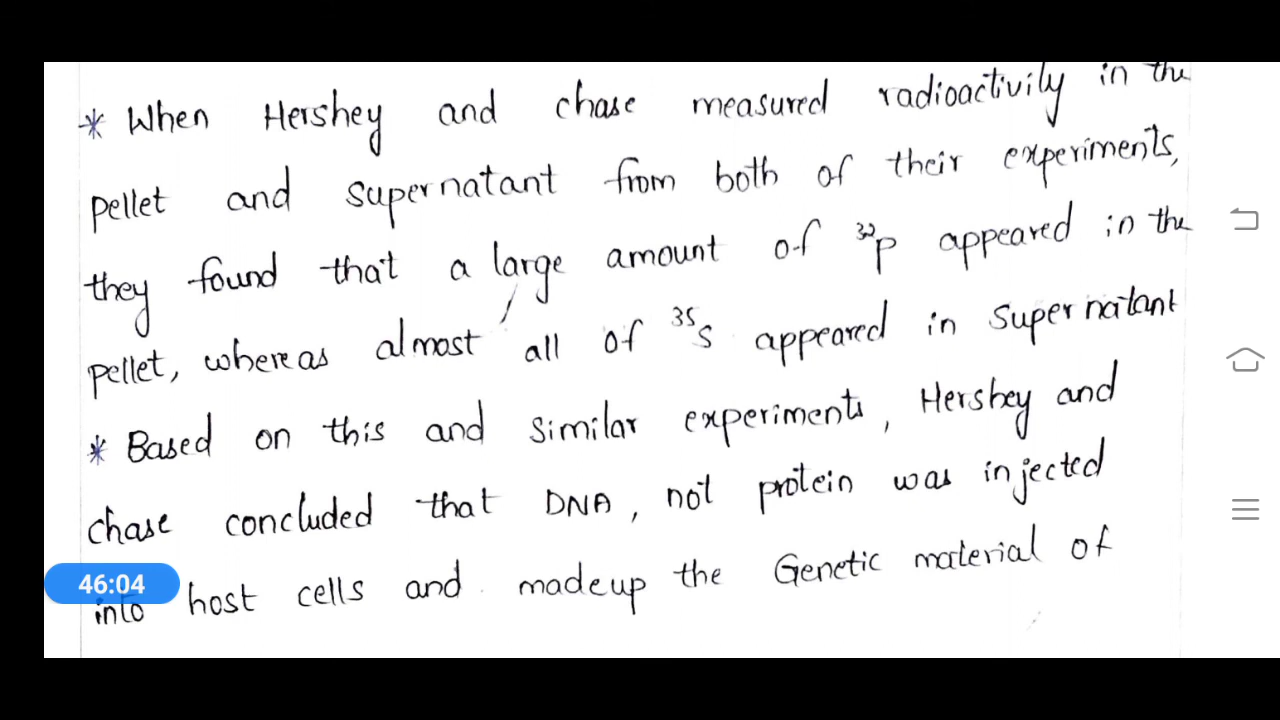 * When Hershey and chase measured radioactivity in the
pellet and supernatant from both of their experiments,
they found that a large amount of ³²p appeared in the
pellet, whereas almost all of ³⁵s appeared in supernatant
* Based on this and similar experiments, Hershey and
chase concluded that DNA, not protein was injected
46:04
into host cells and madeup the Genetic material of